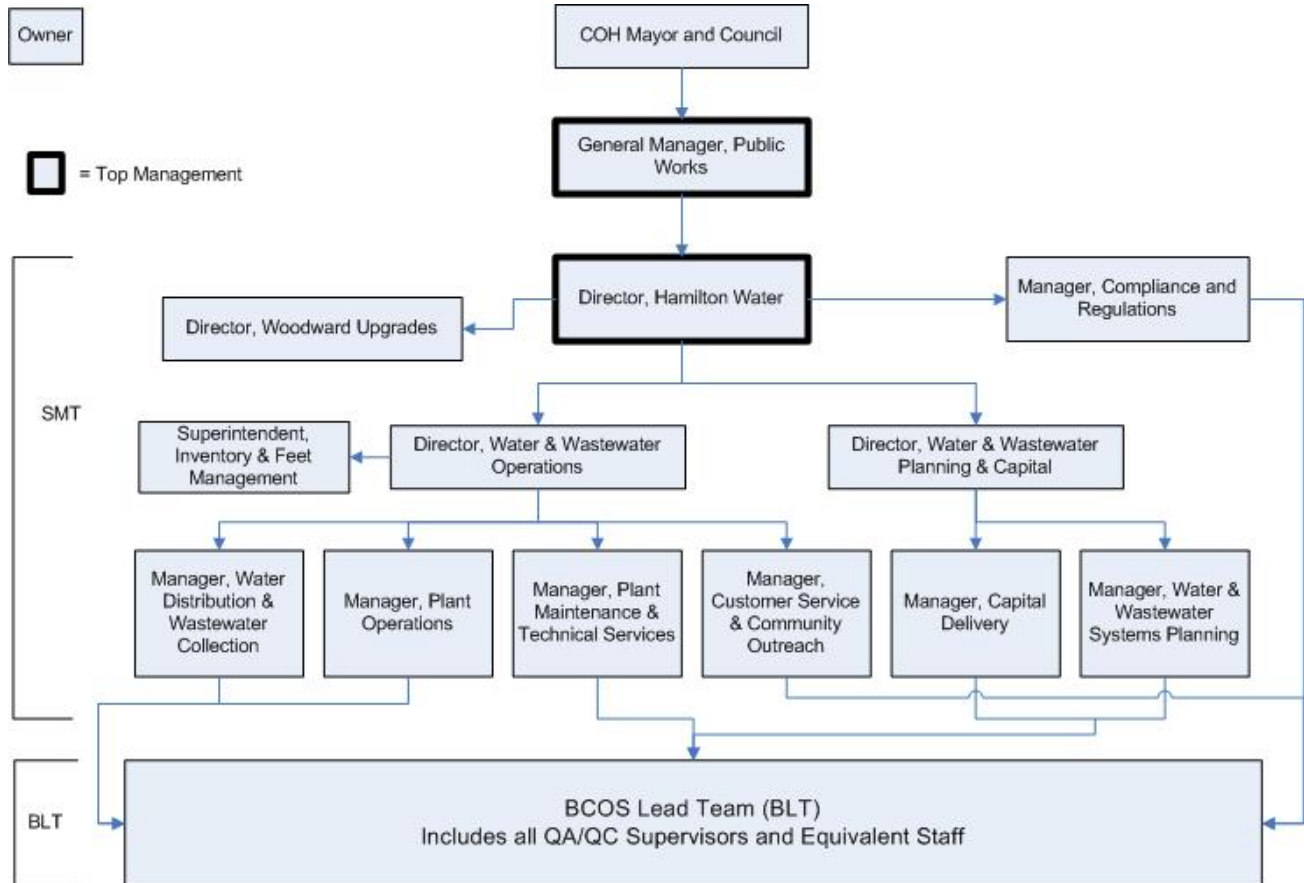 Owner
COH Mayor and Council
General Manager, Public
Works
= Top Management
SMT
Director, Hamilton Water
Manager, Compliance and
Regulations
Director, Woodward Upgrades
Superintendent,
Inventory & Feet
Management
Director, Water & Wastewater
Operations
Director, Water & Wastewater
Planning & Capital
Manager, Water
Distribution &
Wastewater
Collection
Manager, Plant
Operations
Manager, Plant
Maintenance &
Technical Services
Manager,
Customer Service
& Community
Outreach
Manager, Capital
Delivery
Manager, Water &
Wastewater
Systems Planning
BLT
BCOS Lead Team (BLT)
Includes all QA/QC Supervisors and Equivalent Staff